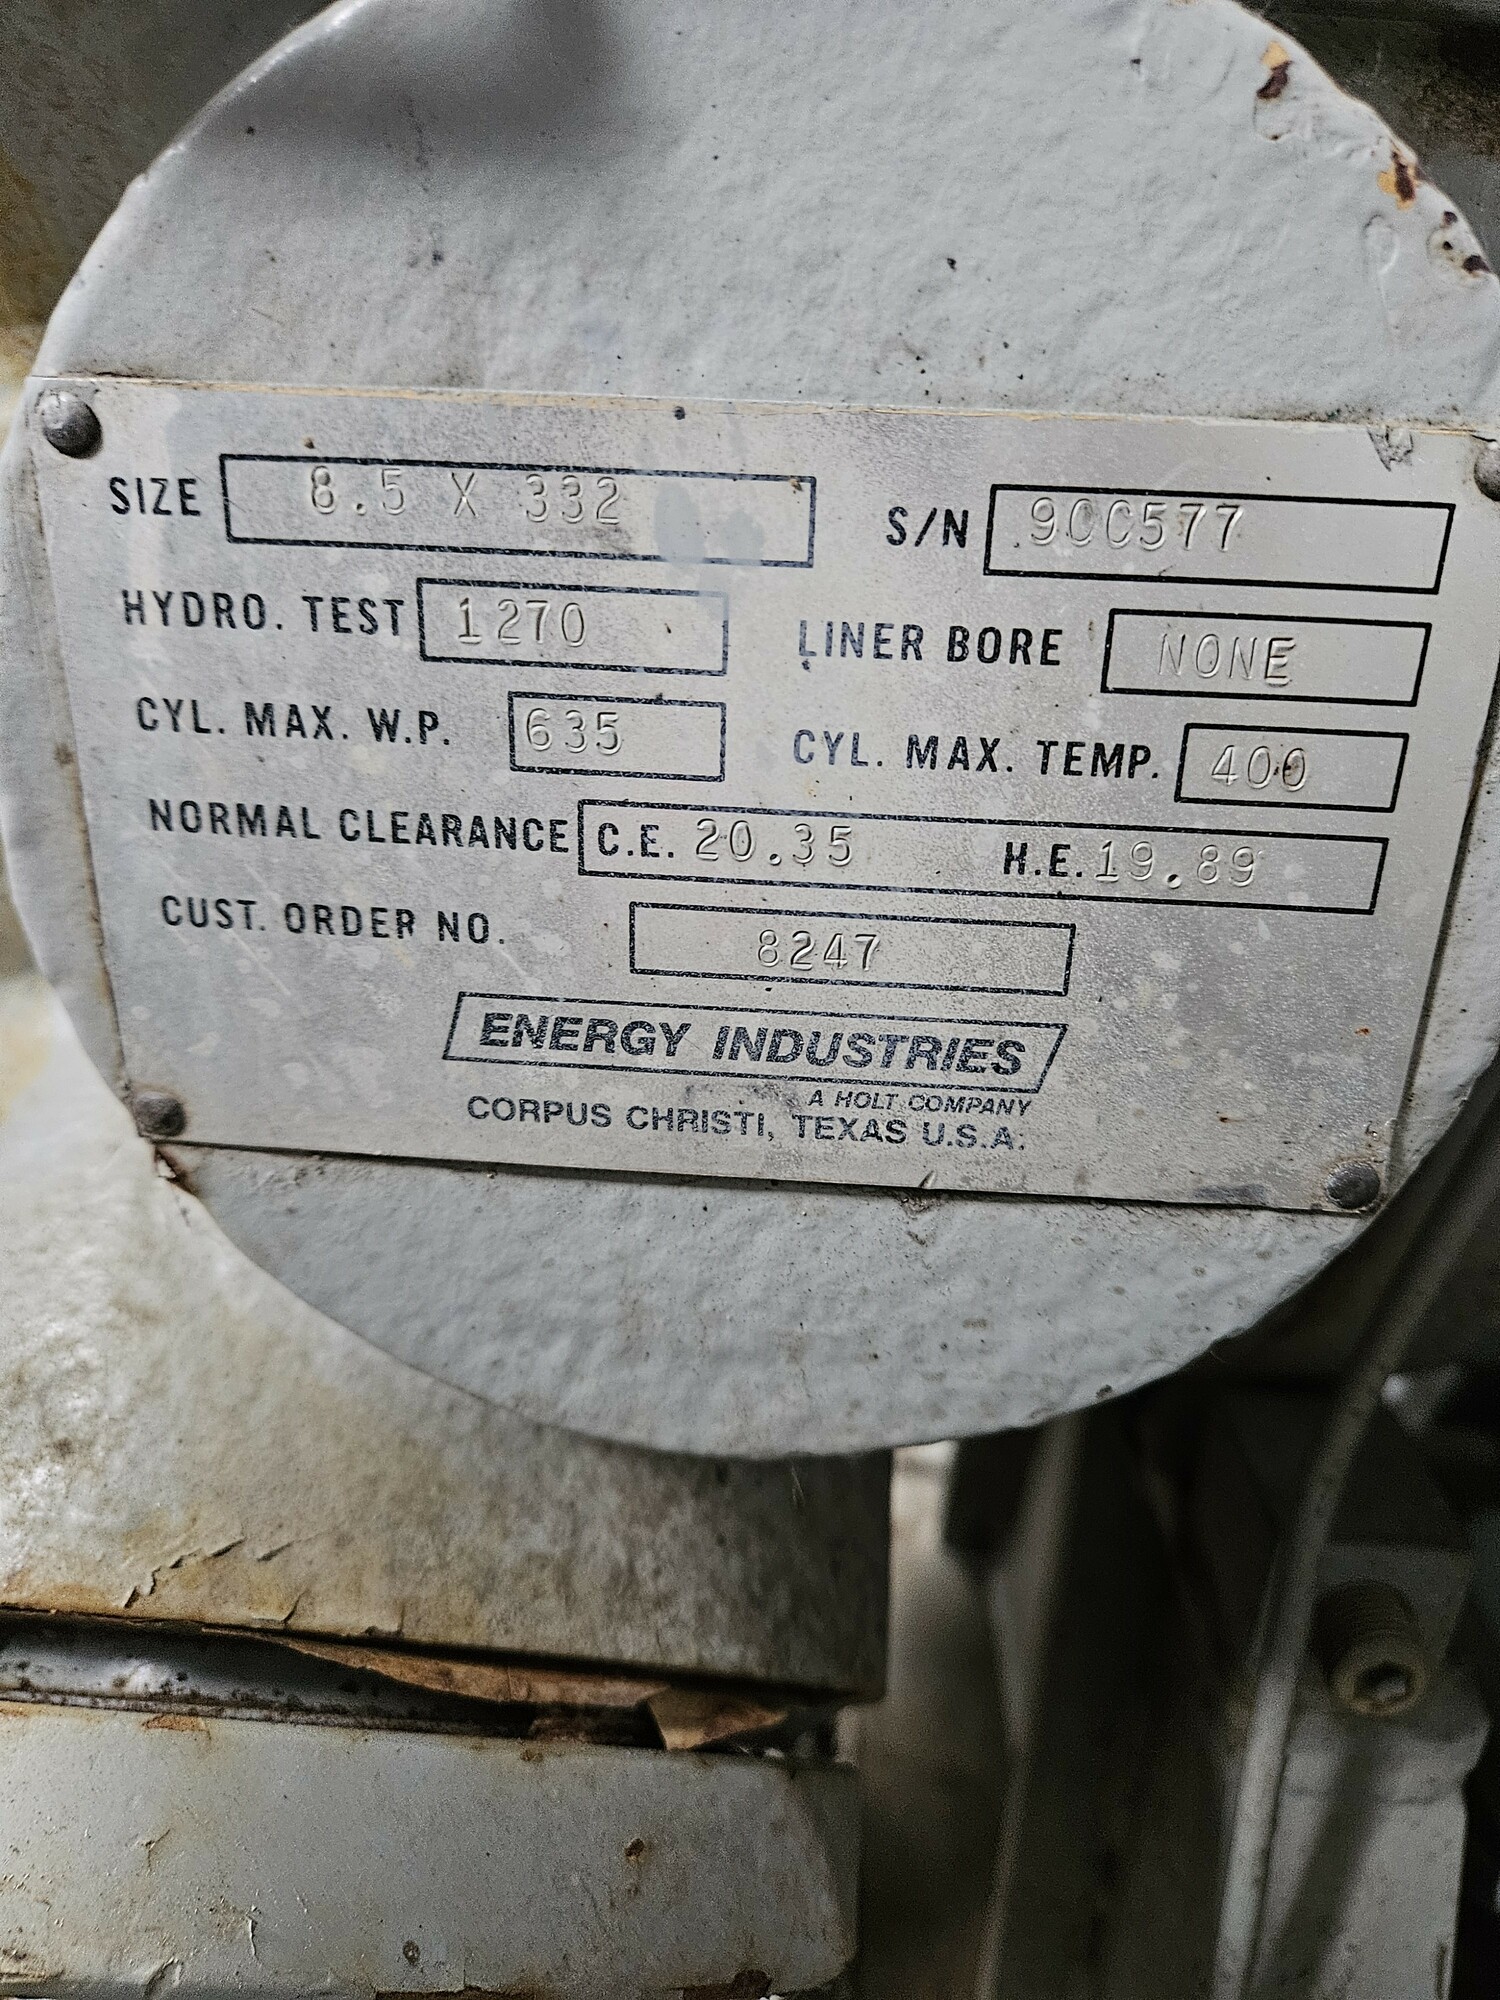 SIZE 8.5 X 332 S/N 90C577
HYDRO. TEST 1270 LINER BORE NONE
CYL. MAX. W.P. 635 CYL. MAX. TEMP. 400
NORMAL CLEARANCE C.E. 20.35 H.E. 19.89
CUST. ORDER NO. 8247
ENERGY INDUSTRIES
A HOLT COMPANY
CORPUS CHRISTI, TEXAS U.S.A.